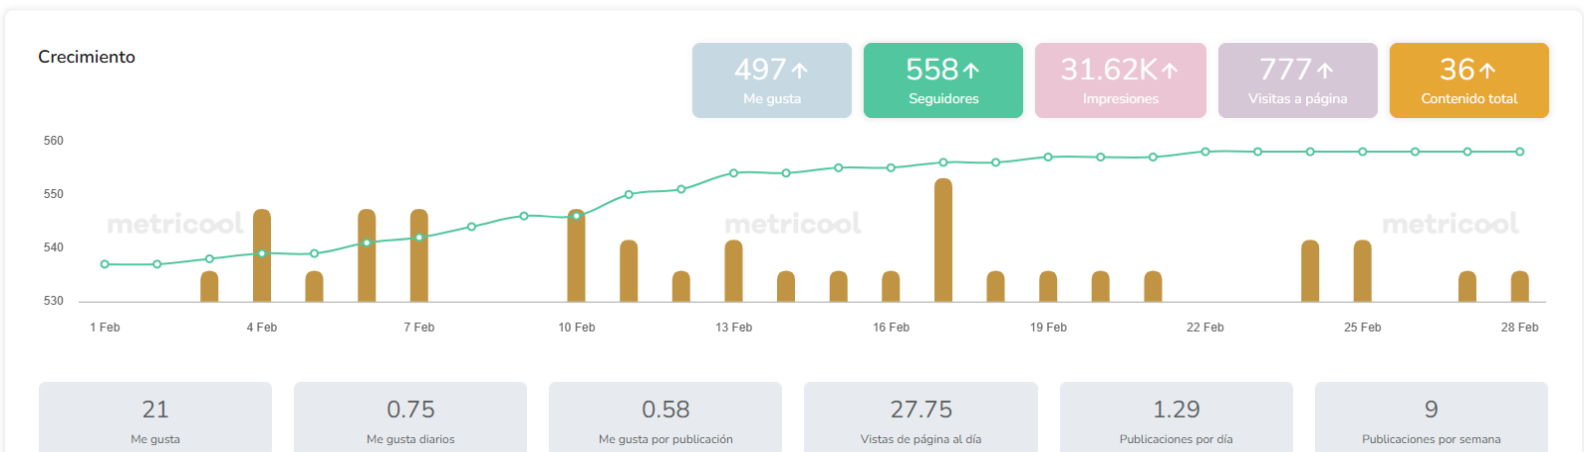 Crecimiento
497↑
Me gusta
558↑
Seguidores
31.62K↑
Impresiones
777↑
Visitas a página
36↑
Contenido total
560
550
540
530
metricool
metricool
metricool
1 Feb
4 Feb
7 Feb
10 Feb
13 Feb
16 Feb
19 Feb
22 Feb
25 Feb
28 Feb
21
Me gusta
0.75
Me gusta diarios
0.58
Me gusta por publicación
27.75
Vistas de página al día
1.29
Publicaciones por día
9
Publicaciones por semana